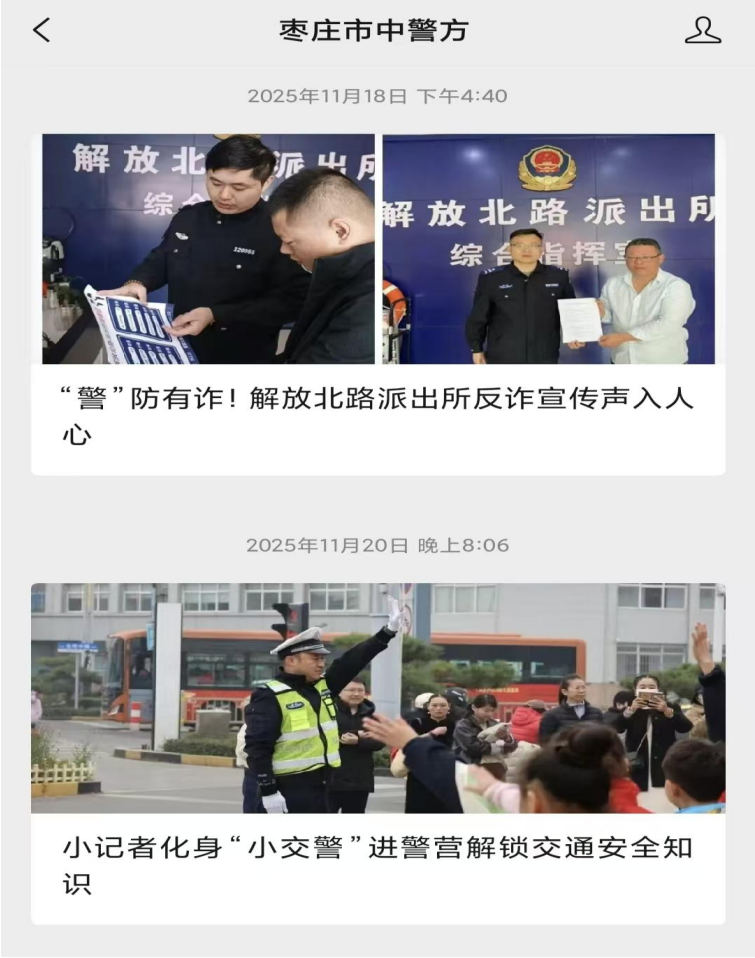 枣庄市中警方
2025年11月18日 下午4:40
解放北
派出所
综合
解放北路派出所
综合指挥室
“警”防有诈！解放北路派出所反诈宣传声入人
心
2025年11月20日 晚上8:06
小记者化身“小交警”进警营解锁交通安全知
识